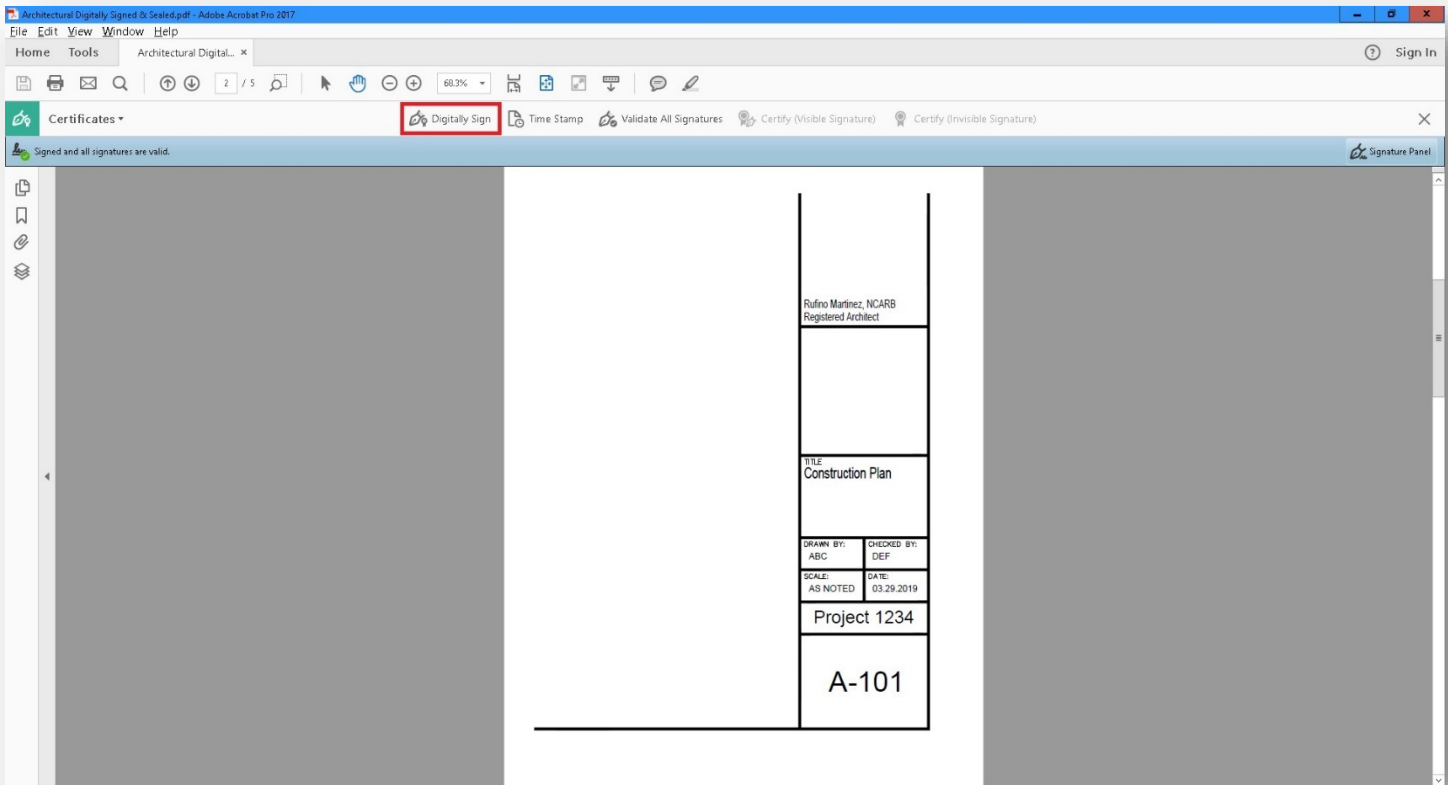 Architectural Digitally Signed & Sealed.pdf - Adobe Acrobat Pro 2017
File Edit View Window Help
Home Tools Architectural Digital... × Sign In
2 / 5 68.3%
Certificates Digitally Sign Time Stamp Validate All Signatures Certify (Visible Signature) Certify (Invisible Signature)
Signed and all signatures are valid. Signature Panel
Rufino Martinez, NCARB
Registered Architect
TITLE
Construction Plan
DRAWN BY: CHECKED BY:
ABC DEF
SCALE: DATE:
AS NOTED 03.29.2019
Project 1234
A-101